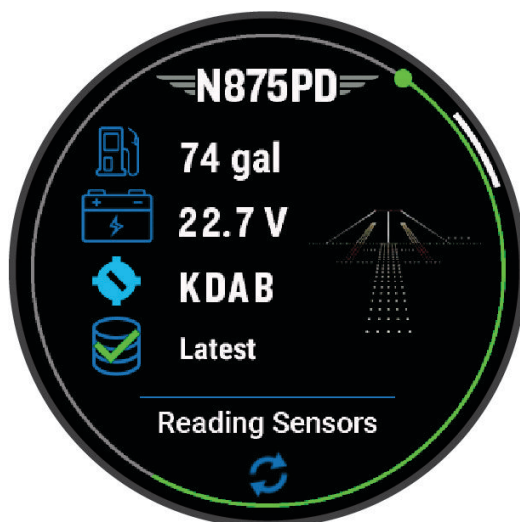 N875PD
74 gal
22.7 V
KDAB
Latest
Reading Sensors